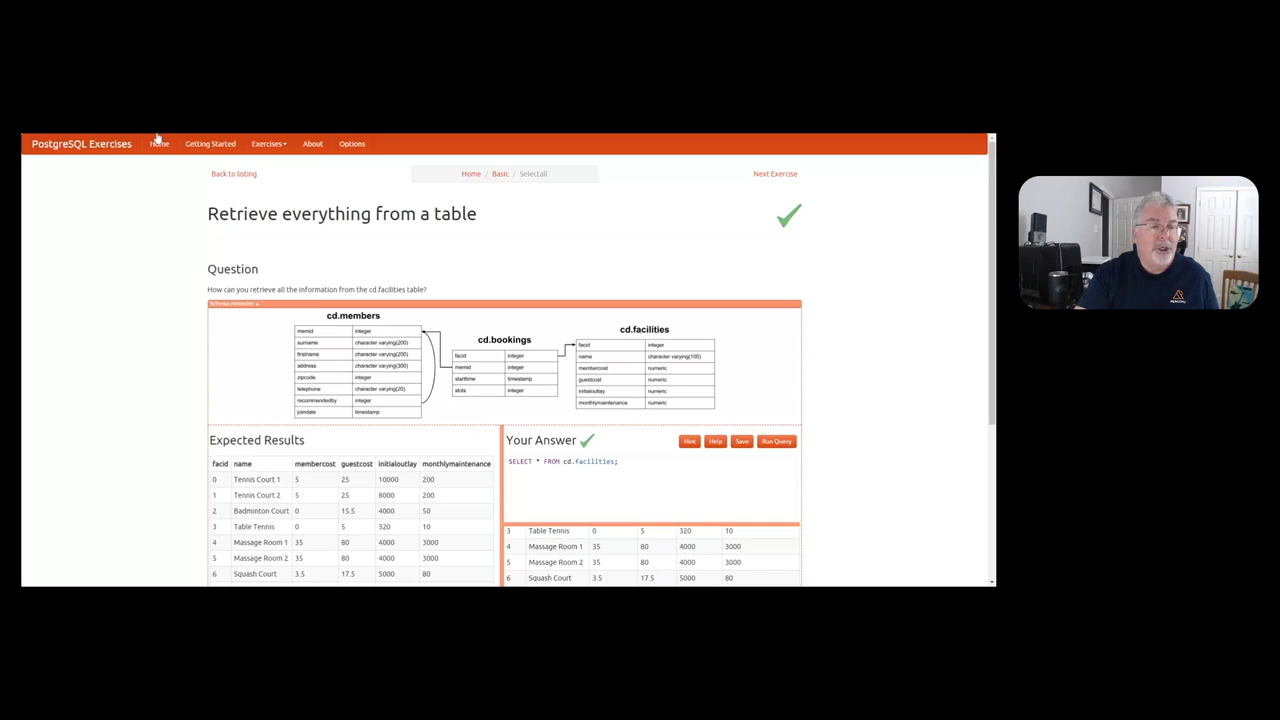 PostgreSQL Exercises Home Getting Started Exercises About Options
Back to listing Home / Basic / Selectall Next Exercise
Retrieve everything from a table
Question
How can you retrieve all the information from the cd.facilities table?
Schema reminder
cd.members
memid integer
surname character varying(200)
firstname character varying(200)
address character varying(300)
zipcode integer
telephone character varying(20)
recommendedby integer
joindate timestamp
cd.bookings
facid integer
memid integer
starttime timestamp
slots integer
cd.facilities
facid integer
name character varying(100)
membercost numeric
guestcost numeric
initialoutlay numeric
monthlymaintenance numeric
Expected Results
facid name membercost guestcost initialoutlay monthlymaintenance
0 Tennis Court 1 5 25 10000 200
1 Tennis Court 2 5 25 8000 200
2 Badminton Court 0 15.5 4000 50
3 Table Tennis 0 5 320 10
4 Massage Room 1 35 80 4000 3000
5 Massage Room 2 35 80 4000 3000
6 Squash Court 3.5 17.5 5000 80
Your Answer Hint Help Save Run Query
SELECT * FROM cd.facilities;
3 Table Tennis 0 5 320 10
4 Massage Room 1 35 80 4000 3000
5 Massage Room 2 35 80 4000 3000
6 Squash Court 3.5 17.5 5000 80